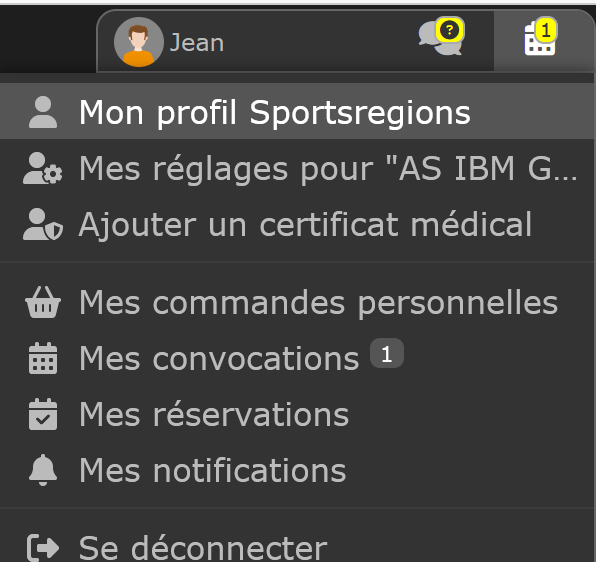 Jean
?
1
Mon profil Sportsregions
Mes réglages pour "AS IBM G...
Ajouter un certificat médical
Mes commandes personnelles
Mes convocations 1
Mes réservations
Mes notifications
Se déconnecter